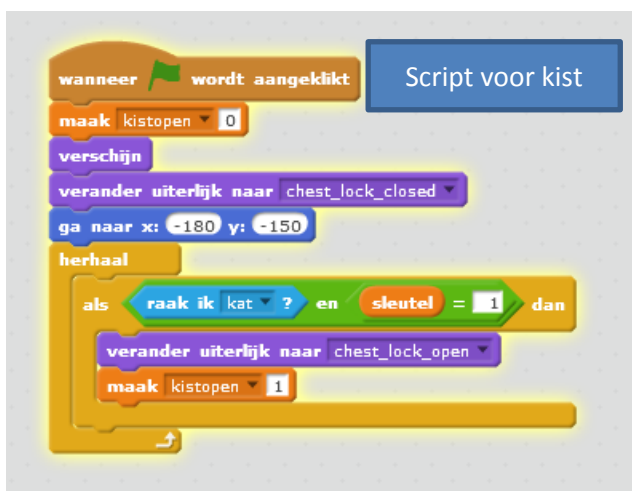 wanneer wordt aangeklikt
Script voor kist
maak kistopen 0
verschijn
verander uiterlijk naar chest_lock_closed
ga naar x: -180 y: -150
herhaal
als raak ik kat ? en sleutel = 1 dan
verander uiterlijk naar chest_lock_open
maak kistopen 1